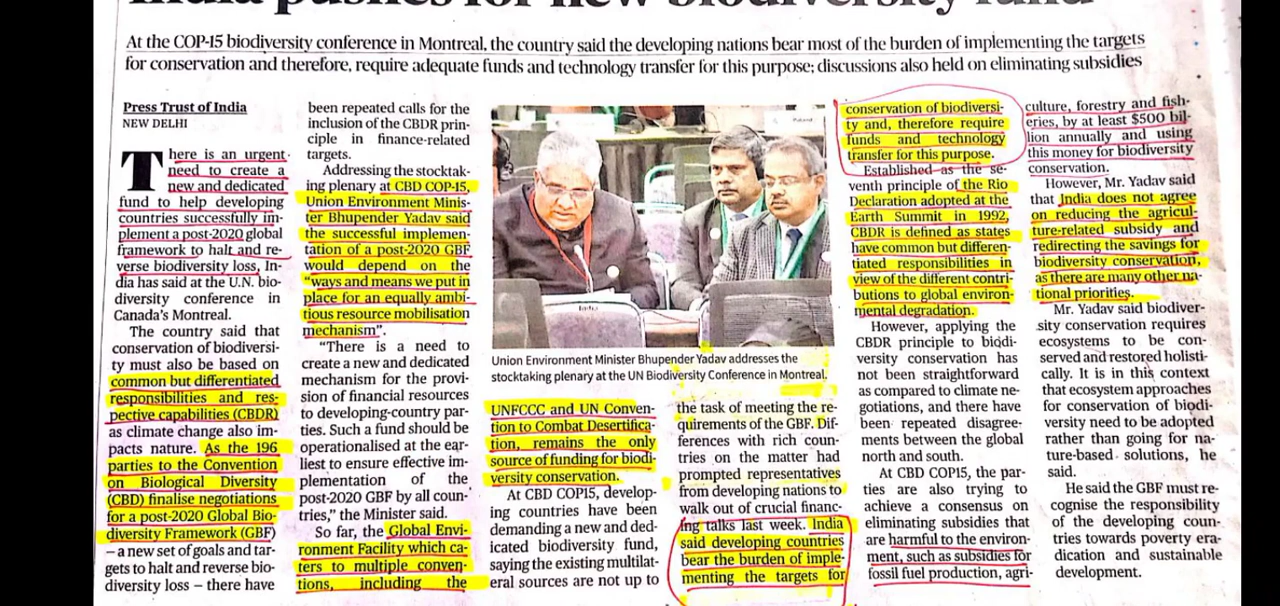 India pushes for new biodiversity fund
At the COP-15 biodiversity conference in Montreal, the country said the developing nations bear most of the burden of implementing the targets
for conservation and therefore, require adequate funds and technology transfer for this purpose; discussions also held on eliminating subsidies
Press Trust of India
NEW DELHI
There is an urgent
need to create a
new and dedicated
fund to help developing
countries successfully im-
plement a post-2020 global
framework to halt and re-
verse biodiversity loss, In-
dia has said at the U.N. bio-
diversity conference in
Canada's Montreal.
The country said that
conservation of biodiversi-
ty must also be based on
common but differentiated
responsibilities and res-
pective capabilities (CBDR)
as climate change also im-
pacts nature. As the 196
parties to the Convention
on Biological Diversity
(CBD) finalise negotiations
for a post-2020 Global Bio-
diversity Framework (GBF)
– a new set of goals and tar-
gets to halt and reverse bio-
diversity loss – there have
been repeated calls for the
inclusion of the CBDR prin-
ciple in finance-related
targets.
Addressing the stocktak-
ing plenary at CBD COP-15,
Union Environment Minis-
ter Bhupender Yadav said
the successful implemen-
tation of a post-2020 GBF
would depend on the
"ways and means we put in
place for an equally ambi-
tious resource mobilisation
mechanism".
"There is a need to
create a new and dedicated
mechanism for the provi-
sion of financial resources
to developing-country par-
ties. Such a fund should be
operationalised at the ear-
liest to ensure effective im-
plementation of the
post-2020 GBF by all coun-
tries," the Minister said.
So far, the Global Envi-
ronment Facility which ca-
ters to multiple conven-
tions, including the
India
Union Environment Minister Bhupender Yadav addresses the
stocktaking plenary at the UN Biodiversity Conference in Montreal.
UNFCCC and UN Conven-
tion to Combat Desertifica-
tion, remains the only
source of funding for biodi-
versity conservation.
At CBD COP15, develop-
ing countries have been
demanding a new and ded-
icated biodiversity fund,
saying the existing multilat-
eral sources are not up to
the task of meeting the re-
quirements of the GBF. Dif-
ferences with rich coun-
tries on the matter had
prompted representatives
from developing nations to
walk out of crucial financ-
ing talks last week. India
said developing countries
bear the burden of imple-
menting the targets for
conservation of biodiversi-
ty and, therefore require
funds and technology
transfer for this purpose.
Established as the se-
venth principle of the Rio
Declaration adopted at the
Earth Summit in 1992,
CBDR is defined as states
have common but differen-
tiated responsibilities in
view of the different contri-
butions to global environ-
mental degradation.
However, applying the
CBDR principle to biodi-
versity conservation has
not been straightforward
as compared to climate ne-
gotiations, and there have
been repeated disagree-
ments between the global
north and south.
At CBD COP15, the par-
ties are also trying to
achieve a consensus on
eliminating subsidies that
are harmful to the environ-
ment, such as subsidies for
fossil fuel production, agri-
culture, forestry and fish-
eries, by at least $500 bil-
lion annually and using
this money for biodiversity
conservation.
However, Mr. Yadav said
that India does not agree
on reducing the agricul-
ture-related subsidy and
redirecting the savings for
biodiversity conservation,
as there are many other na-
tional priorities.
Mr. Yadav said biodiver-
sity conservation requires
ecosystems to be con-
served and restored holisti-
cally. It is in this context
that ecosystem approaches
for conservation of biodi-
versity need to be adopted
rather than going for na-
ture-based solutions, he
said.
He said the GBF must re-
cognise the responsibility
of the developing coun-
tries towards poverty era-
dication and sustainable
development.